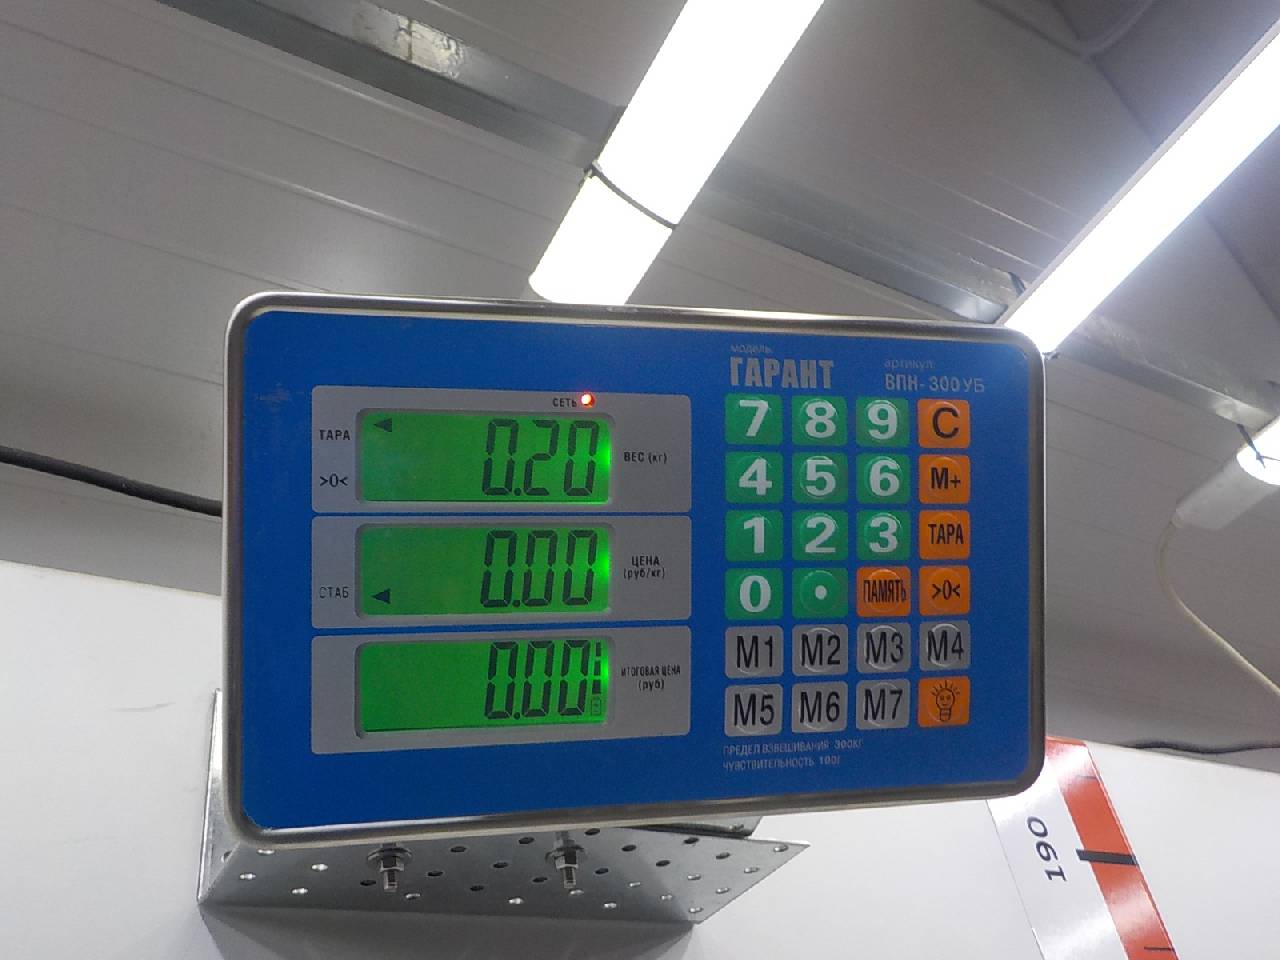 модель:
ГАРАНТ
артикул:
ВПН-300УБ
СЕТЬ
ТАРА
>0<
0.20
ВЕС (кг)
СТАБ
0.00
ЦЕНА
(руб/кг)
0.00
ИТОГОВАЯ ЦЕНА
(руб)
7 8 9 C
4 5 6 M+
1 2 3 ТАРА
0 . ПАМЯТЬ >0<
M1 M2 M3 M4
M5 M6 M7
ПРЕДЕЛ ВЗВЕШИВАНИЯ 300КГ
ЧУВСТВИТЕЛЬНОСТЬ 100Г
190